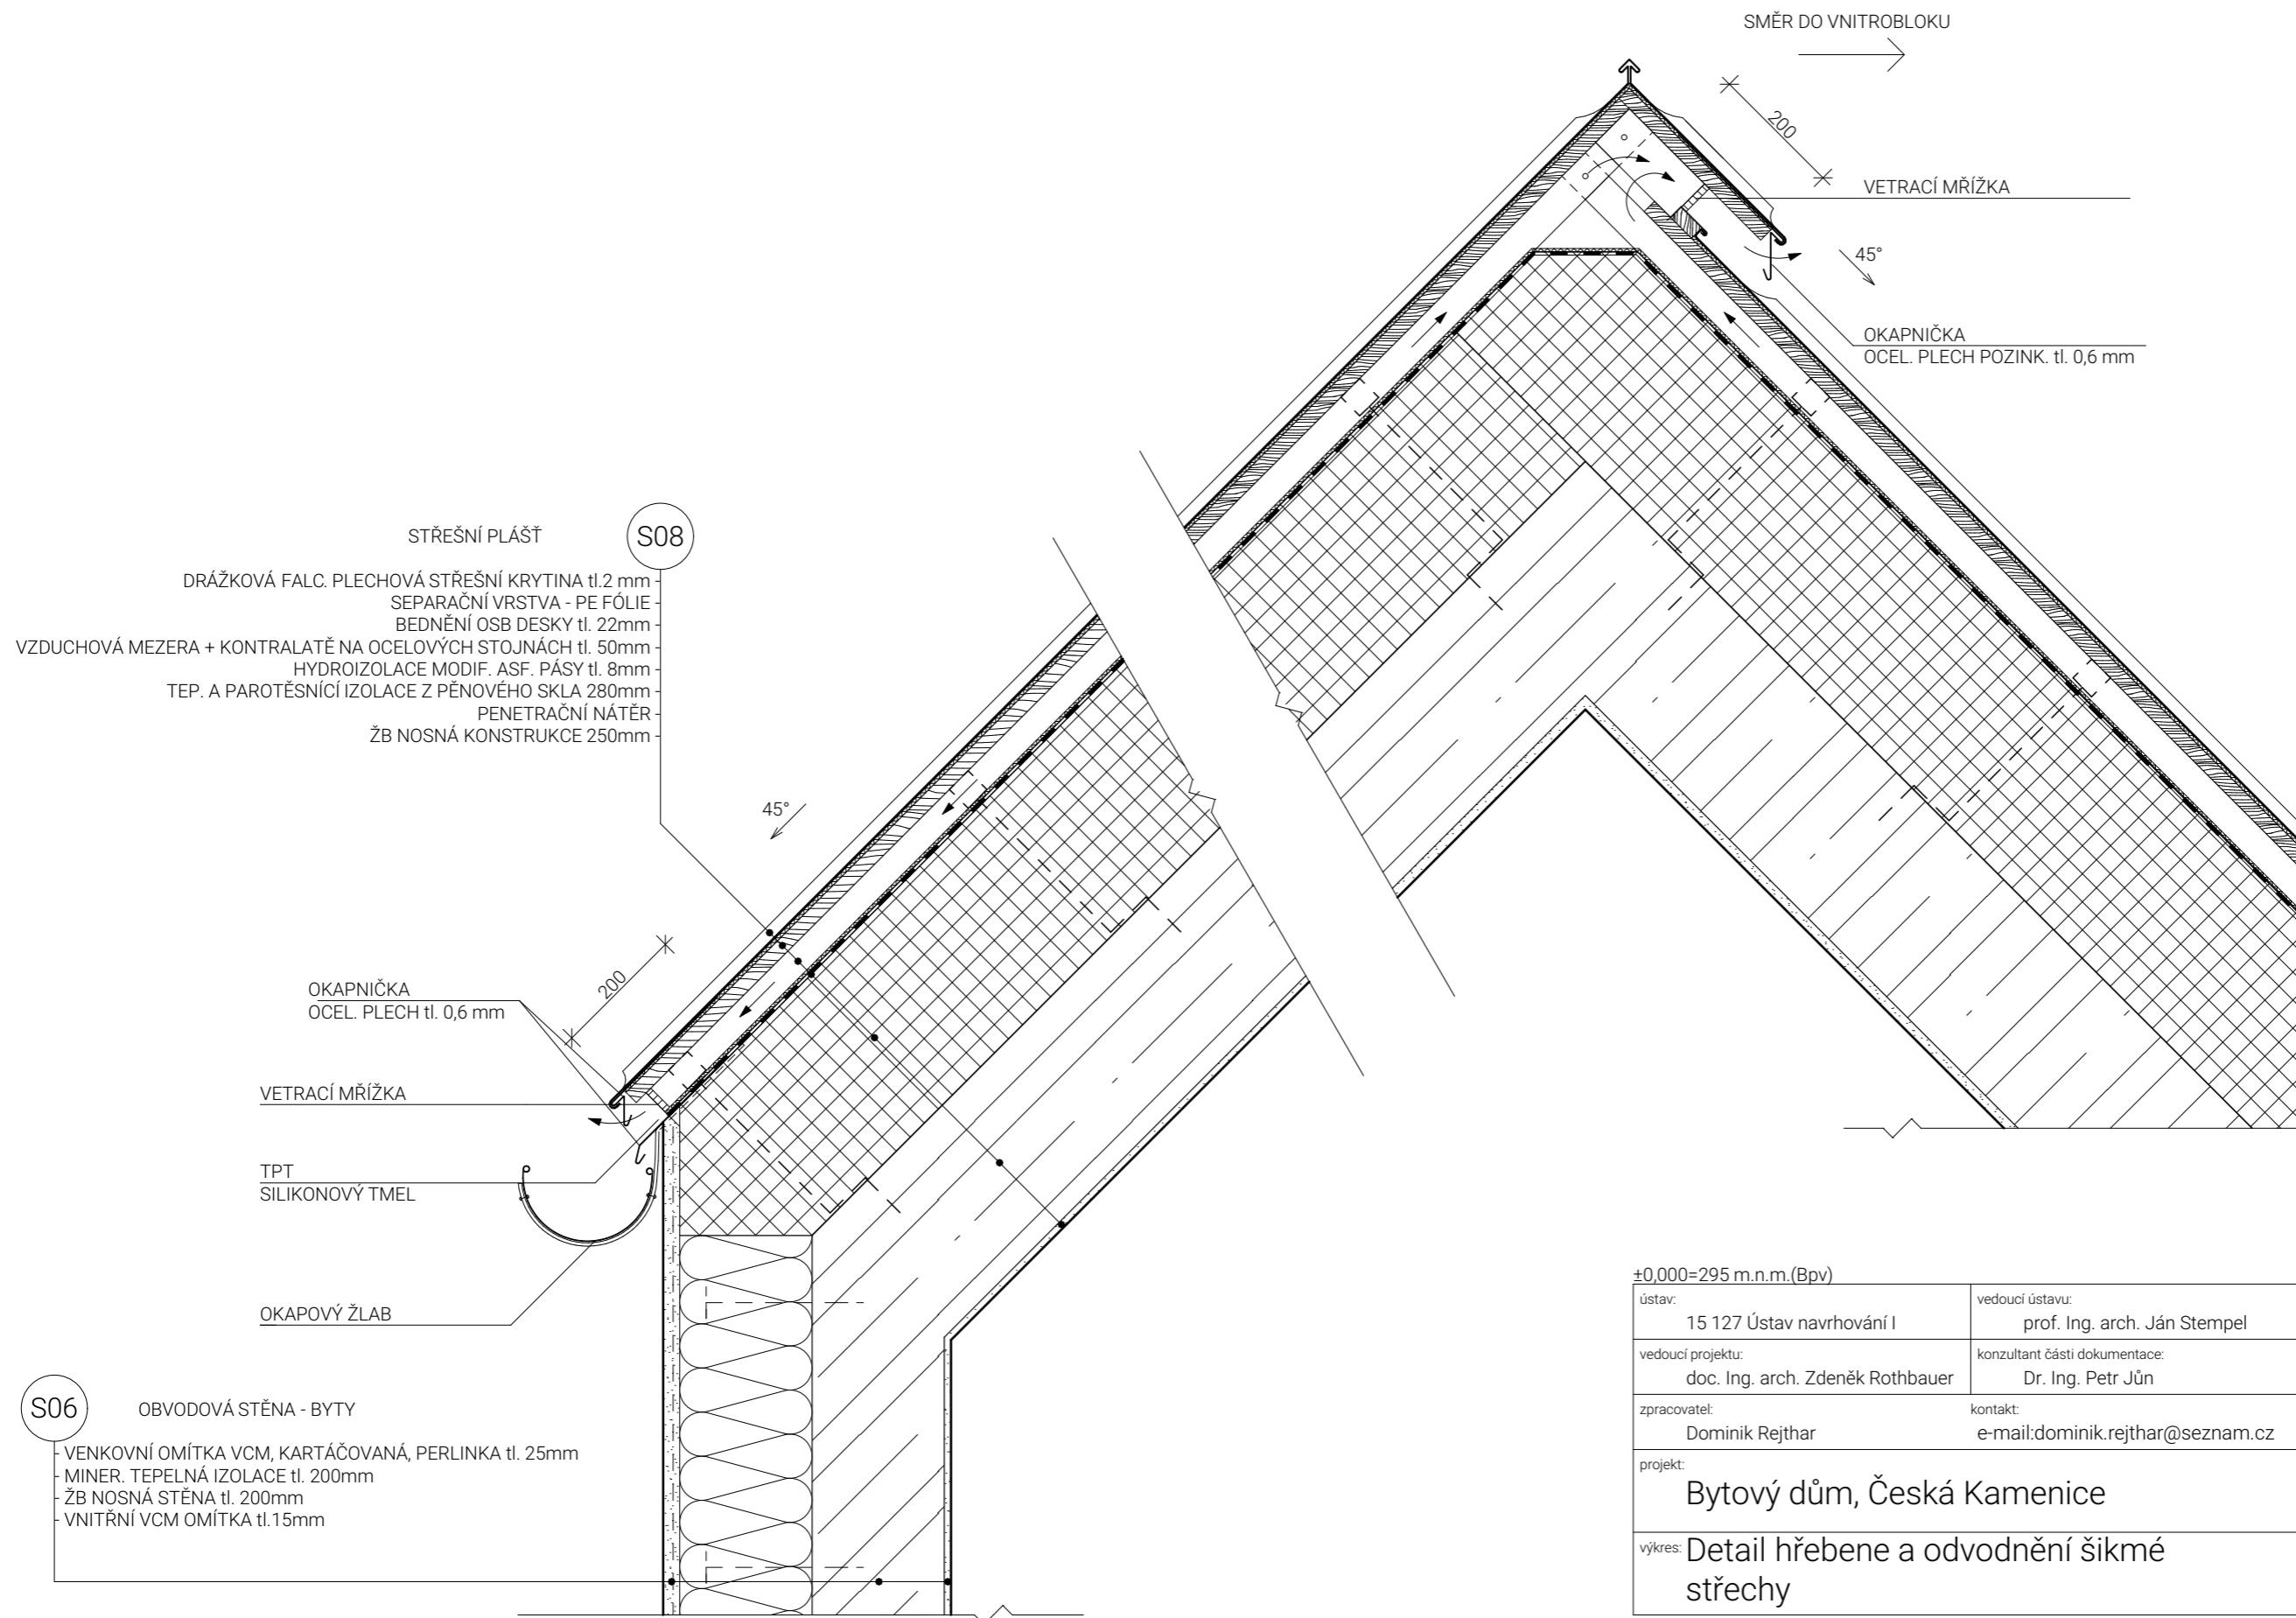 SMĚR DO VNITROBLOKU
200
VETRACÍ MŘÍŽKA
45°
OKAPNIČKA
OCEL. PLECH POZINK. tl. 0,6 mm
STŘEŠNÍ PLÁŠŤ
S08
DRÁŽKOVÁ FALC. PLECHOVÁ STŘEŠNÍ KRYTINA tl.2 mm
SEPARAČNÍ VRSTVA - PE FÓLIE
BEDNĚNÍ OSB DESKY tl. 22mm
VZDUCHOVÁ MEZERA + KONTRALATĚ NA OCELOVÝCH STOJNÁCH tl. 50mm
HYDROIZOLACE MODIF. ASF. PÁSY tl. 8mm
TEP. A PAROTĚSNÍCÍ IZOLACE Z PĚNOVÉHO SKLA 280mm
PENETRAČNÍ NÁTĚR
ŽB NOSNÁ KONSTRUKCE 250mm
45°
200
OKAPNIČKA
OCEL. PLECH tl. 0,6 mm
VETRACÍ MŘÍŽKA
TPT
SILIKONOVÝ TMEL
OKAPOVÝ ŽLAB
S06
OBVODOVÁ STĚNA - BYTY
- VENKOVNÍ OMÍTKA VCM, KARTÁČOVANÁ, PERLINKA tl. 25mm
- MINER. TEPELNÁ IZOLACE tl. 200mm
- ŽB NOSNÁ STĚNA tl. 200mm
- VNITŘNÍ VCM OMÍTKA tl.15mm
±0,000=295 m.n.m.(Bpv)
ústav:
15 127 Ústav navrhování I
vedoucí ústavu:
prof. Ing. arch. Ján Stempel
vedoucí projektu:
doc. Ing. arch. Zdeněk Rothbauer
konzultant části dokumentace:
Dr. Ing. Petr Jůn
zpracovatel:
Dominik Rejthar
kontakt:
e-mail:dominik.rejthar@seznam.cz
projekt:
Bytový dům, Česká Kamenice
výkres: Detail hřebene a odvodnění šikmé
střechy